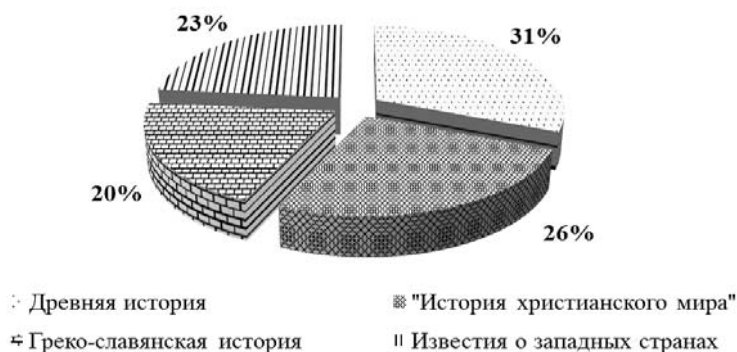 23%
31%
20%
26%
Древняя история
"История христианского мира"
Греко-славянская история
Известия о западных странах